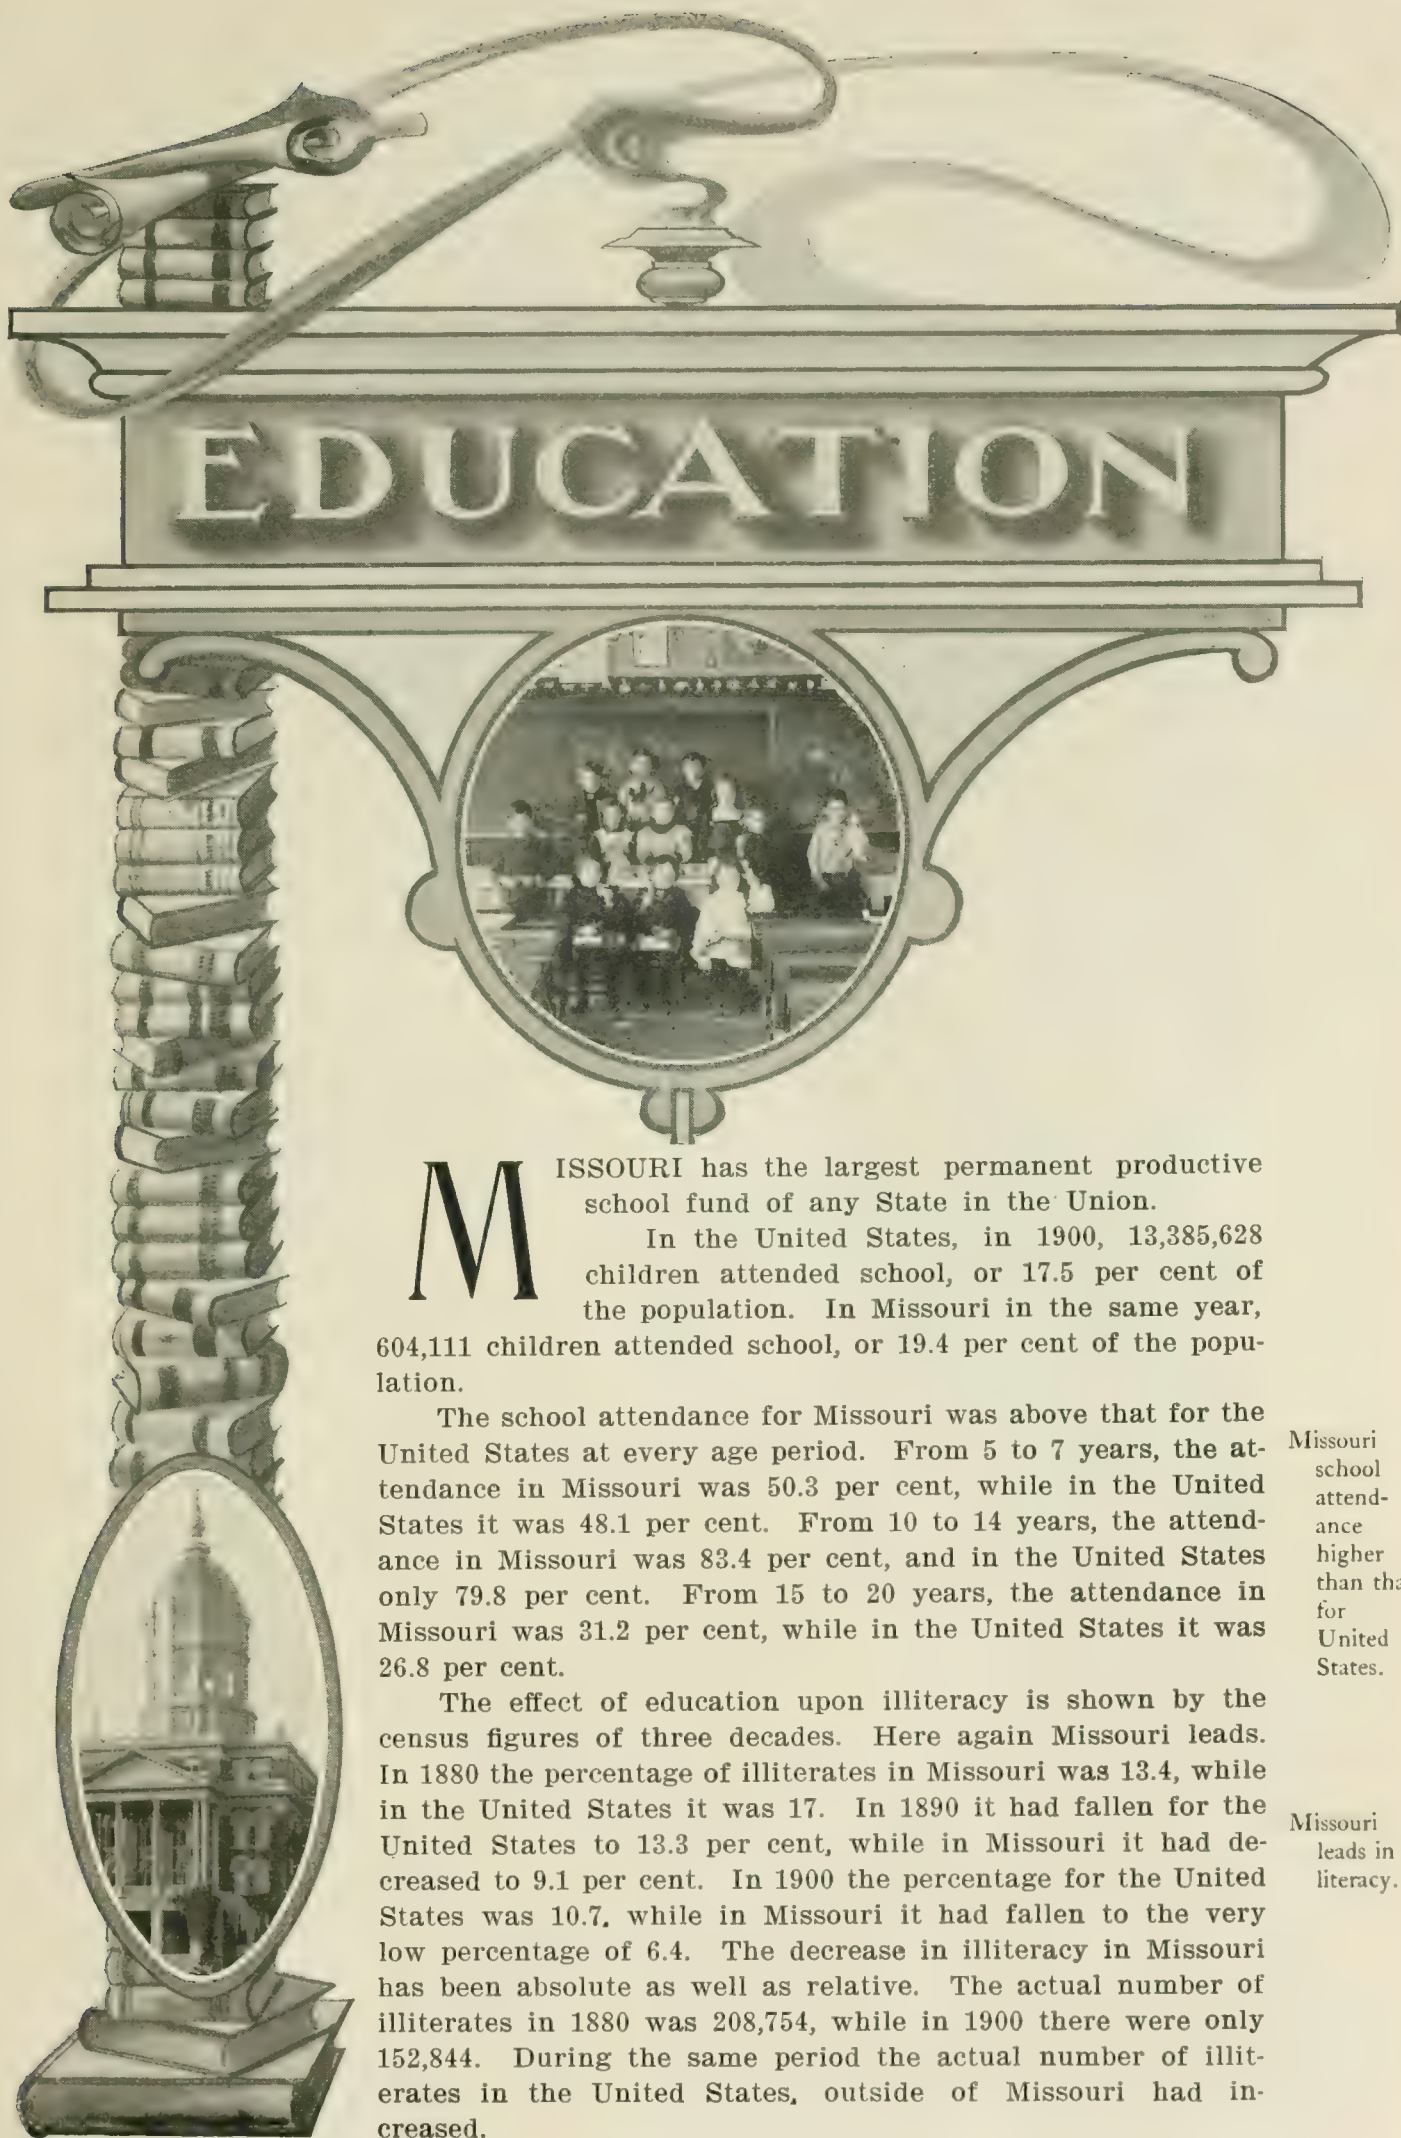 EDUCATION
MISSOURI has the largest permanent productive
school fund of any State in the Union.
In the United States, in 1900, 13,385,628
children attended school, or 17.5 per cent of
the population. In Missouri in the same year,
604,111 children attended school, or 19.4 per cent of the popu-
lation.
The school attendance for Missouri was above that for the
United States at every age period. From 5 to 7 years, the at-
tendance in Missouri was 50.3 per cent, while in the United
States it was 48.1 per cent. From 10 to 14 years, the attend-
ance in Missouri was 83.4 per cent, and in the United States
only 79.8 per cent. From 15 to 20 years, the attendance in
Missouri was 31.2 per cent, while in the United States it was
26.8 per cent.
Missouri
school
attend-
ance
higher
than tha
for
United
States.
The effect of education upon illiteracy is shown by the
census figures of three decades. Here again Missouri leads.
In 1880 the percentage of illiterates in Missouri was 13.4, while
in the United States it was 17. In 1890 it had fallen for the
United States to 13.3 per cent, while in Missouri it had de-
creased to 9.1 per cent. In 1900 the percentage for the United
States was 10.7, while in Missouri it had fallen to the very
low percentage of 6.4. The decrease in illiteracy in Missouri
has been absolute as well as relative. The actual number of
illiterates in 1880 was 208,754, while in 1900 there were only
152,844. During the same period the actual number of illit-
erates in the United States, outside of Missouri had in-
creased.
Missouri
leads in
literacy.